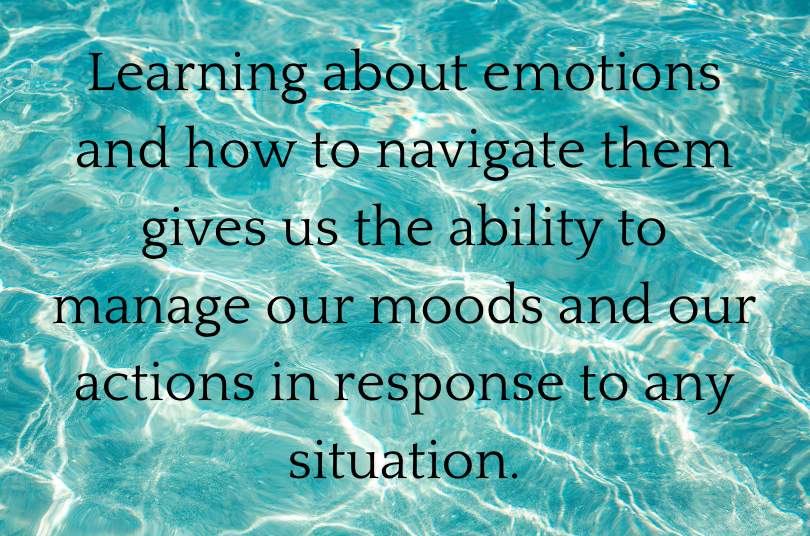 Learning about emotions
and how to navigate them
gives us the ability to
manage our moods and our
actions in response to any
situation.